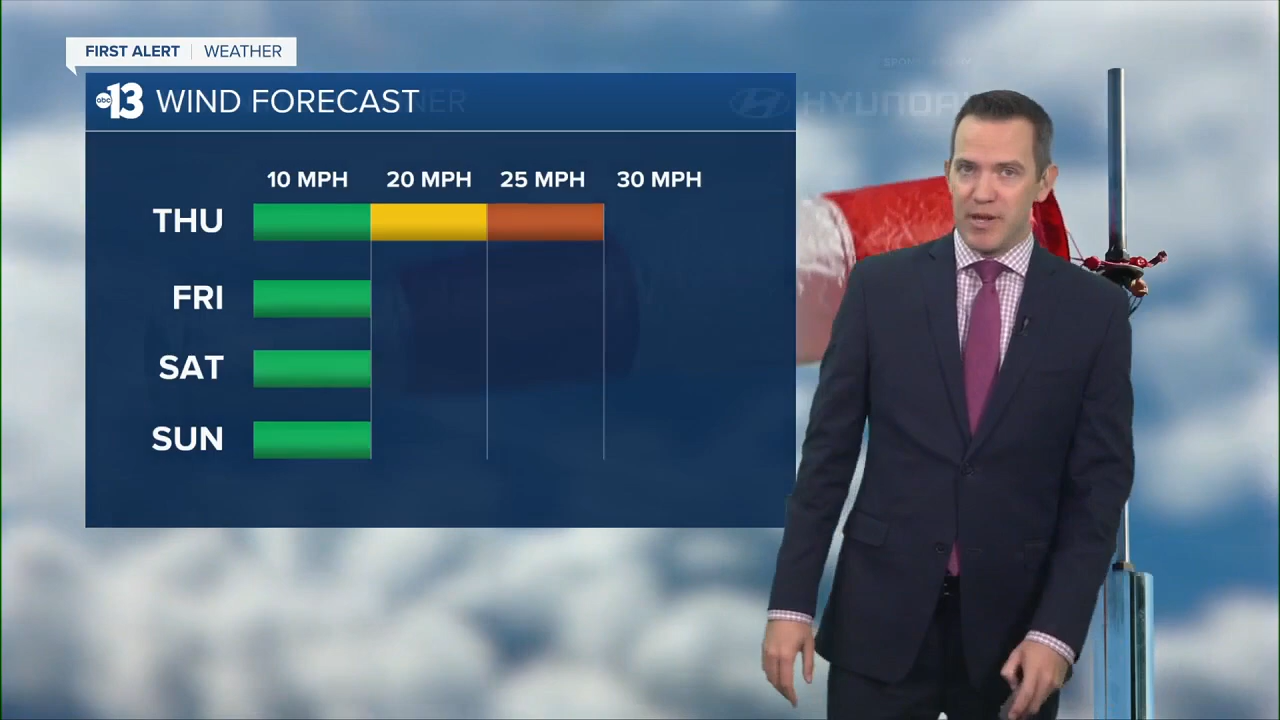 FIRST ALERT WEATHER
abc 13 WIND FORECAST
HYUNDAI
10 MPH 20 MPH 25 MPH 30 MPH
THU
FRI
SAT
SUN